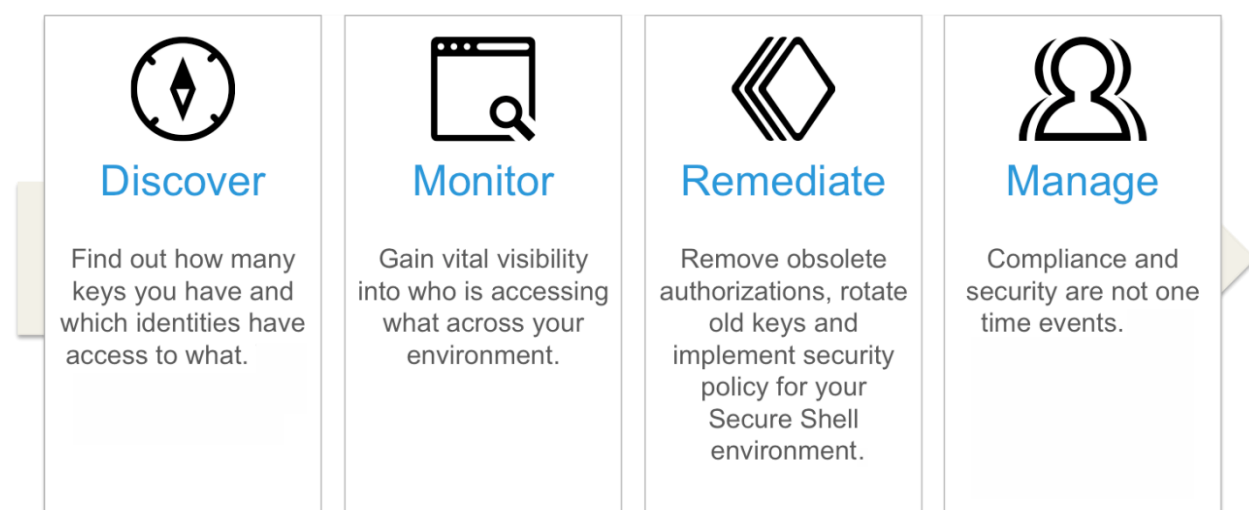 Discover
Find out how many
keys you have and
which identities have
access to what.
Monitor
Gain vital visibility
into who is accessing
what across your
environment.
Remediate
Remove obsolete
authorizations, rotate
old keys and
implement security
policy for your
Secure Shell
environment.
Manage
Compliance and
security are not one
time events.